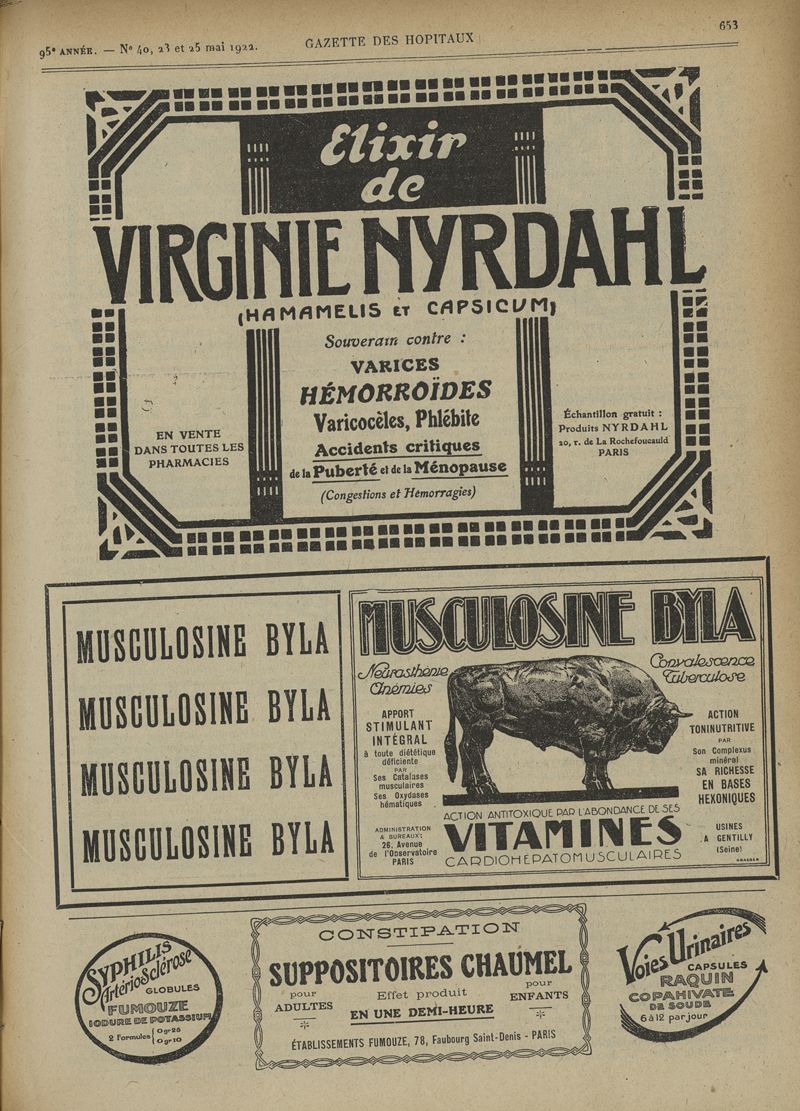 95e ANNÉE. — No 40, 23 et 25 mai 1922.
GAZETTE DES HOPITAUX
653
Elixir
de
VIRGINIE NYRDAHL
(HAMAMELIS ET CAPSICUM)
Souverain contre :
VARICES
HÉMORROÏDES
Varicocèles, Phlébite
Accidents critiques
de la Puberté et de la Ménopause
(Congestions et Hémorragies)
EN VENTE
DANS TOUTES LES
PHARMACIES
Échantillon gratuit :
Produits NYRDAHL
20, r. de La Rochefoucauld
PARIS
MUSCULOSINE BYLA
MUSCULOSINE BYLA
MUSCULOSINE BYLA
MUSCULOSINE BYLA
MUSCULOSINE BYLA
Neurasthénie
Anémies
Convalescence
Tuberculose
APPORT
STIMULANT
INTÉGRAL
à toute diététique
déficiente
PAR
Ses Catalases
musculaires
Ses Oxydases
hématiques
ACTION
TONINUTRITIVE
PAR
Son Complexus
minéral
SA RICHESSE
EN BASES
HEXONIQUES
ACTION ANTITOXIQUE PAR L'ABONDANCE DE SES
VITAMINES
CARDIOHÉPATOMUSCULAIRES
ADMINISTRATION
& BUREAUX:
26, Avenue
de l'Observatoire
PARIS
USINES
A GENTILLY
(Seine)
SYPHILIS
ArtérioSclérose
GLOBULES
FUMOUZE
IODURE DE POTASSIUM
2 Formules { 0gr25
0gr10
CONSTIPATION
SUPPOSITOIRES CHAUMEL
pour
ADULTES
Effet produit
EN UNE DEMI-HEURE
pour
ENFANTS
ÉTABLISSEMENTS FUMOUZE, 78, Faubourg Saint-Denis - PARIS
Voies Urinaires
CAPSULES
RAQUIN
COPAHIVATE
DE SOUDE
6 à 12 par jour